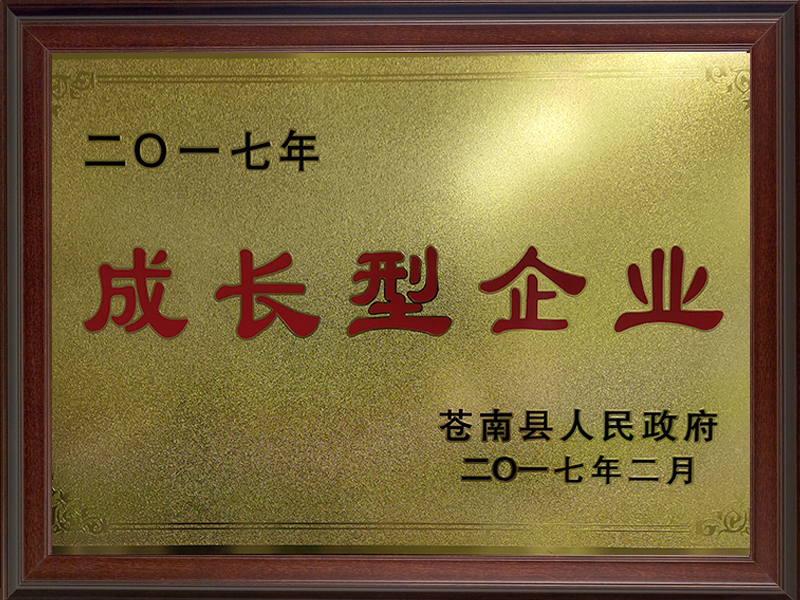 二〇一七年
成长型企业
苍南县人民政府
二〇一七年二月